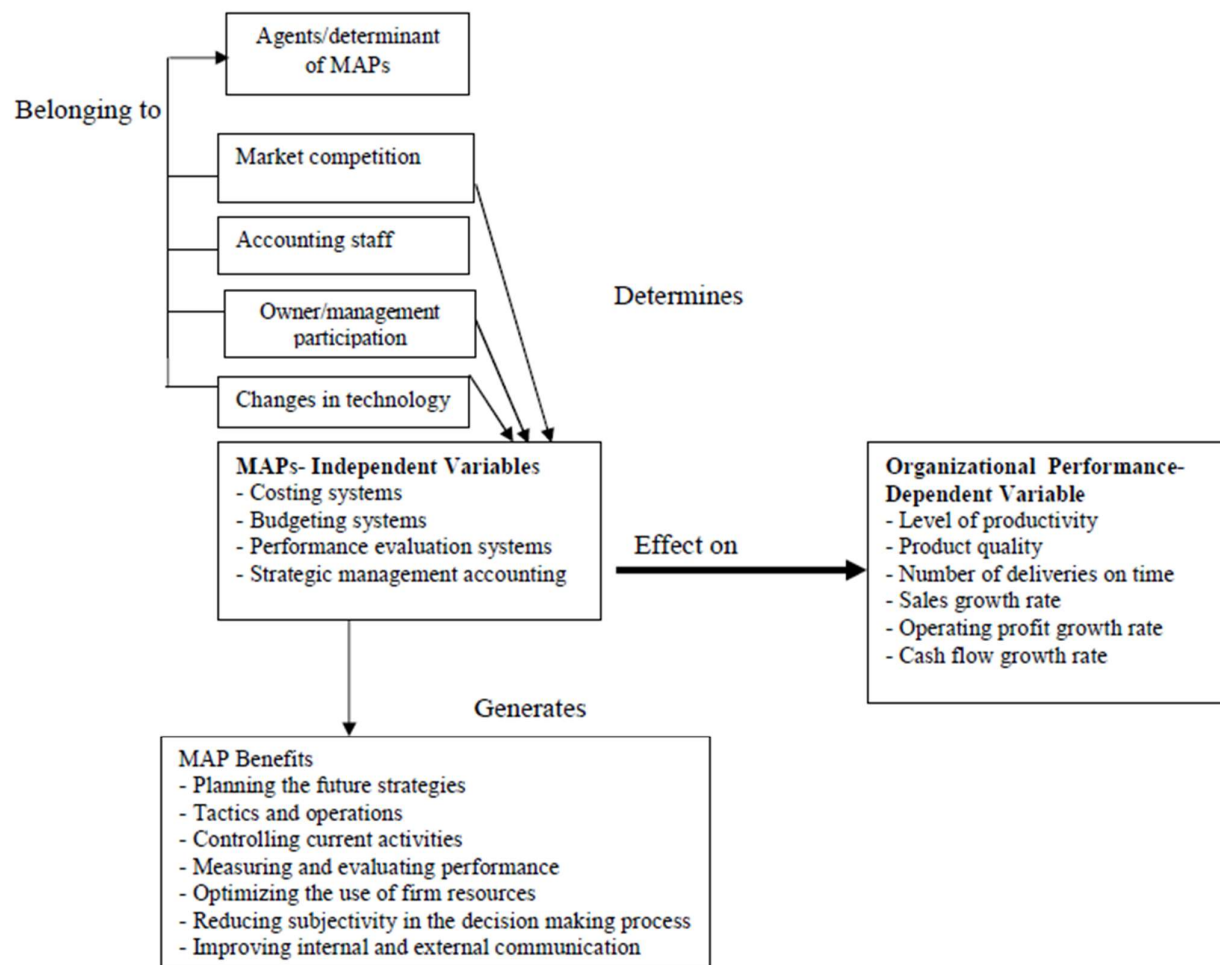 Agents/determinant
of MAPs
Belonging to
Market competition
Accounting staff
Determines
Owner/management
participation
Changes in technology
MAPs- Independent Variables
- Costing systems
- Budgeting systems
- Performance evaluation systems
- Strategic management accounting
Effect on
Organizational Performance-
Dependent Variable
- Level of productivity
- Product quality
- Number of deliveries on time
- Sales growth rate
- Operating profit growth rate
- Cash flow growth rate
Generates
MAP Benefits
- Planning the future strategies
- Tactics and operations
- Controlling current activities
- Measuring and evaluating performance
- Optimizing the use of firm resources
- Reducing subjectivity in the decision making process
- Improving internal and external communication